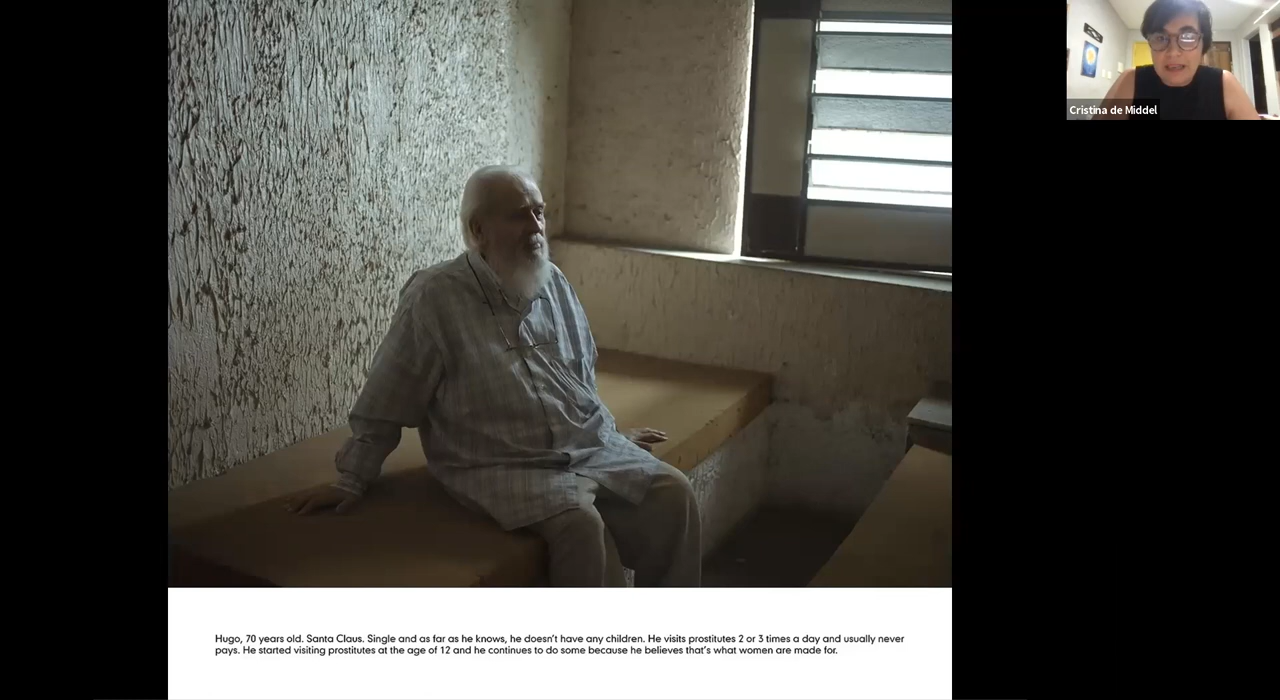 Cristina de Middel
Hugo, 70 years old. Santa Claus. Single and as far as he knows, he doesn't have any children. He visits prostitutes 2 or 3 times a day and usually never
pays. He started visiting prostitutes at the age of 12 and he continues to do some because he believes that's what women are made for.